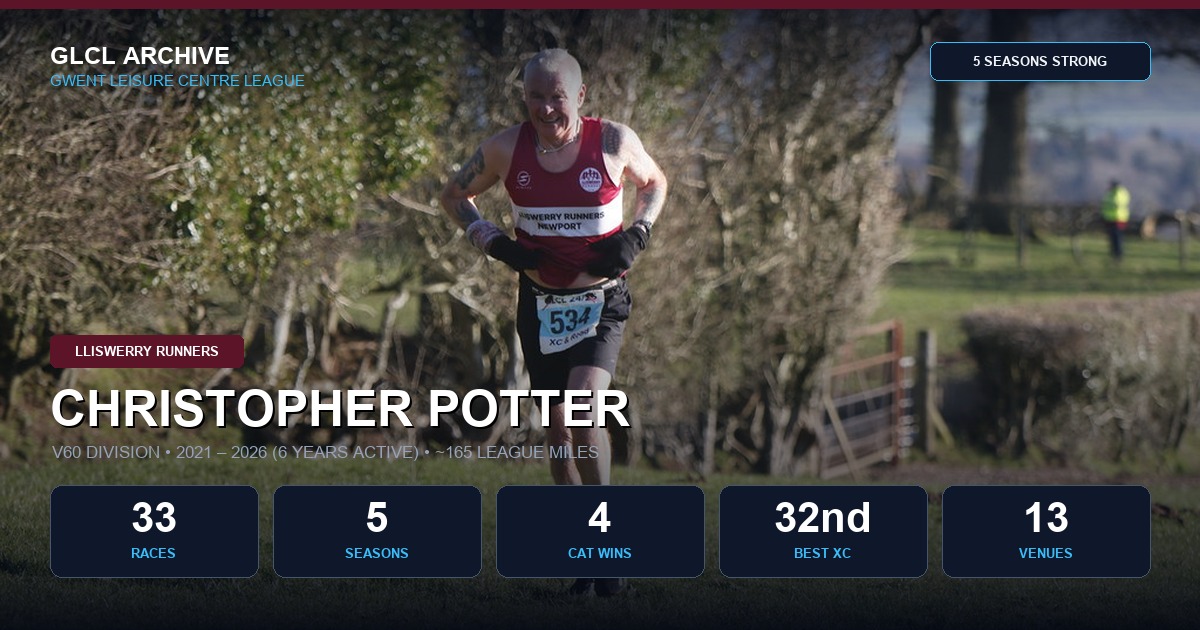 GLCL ARCHIVE
GWENT LEISURE CENTRE LEAGUE
5 SEASONS STRONG
LLISWERRY RUNNERS
NEWPORT
534
XC & Road
LLISWERRY RUNNERS
CHRISTOPHER POTTER
V60 DIVISION • 2021 – 2026 (6 YEARS ACTIVE) • ~165 LEAGUE MILES
33
RACES
5
SEASONS
4
CAT WINS
32nd
BEST XC
13
VENUES